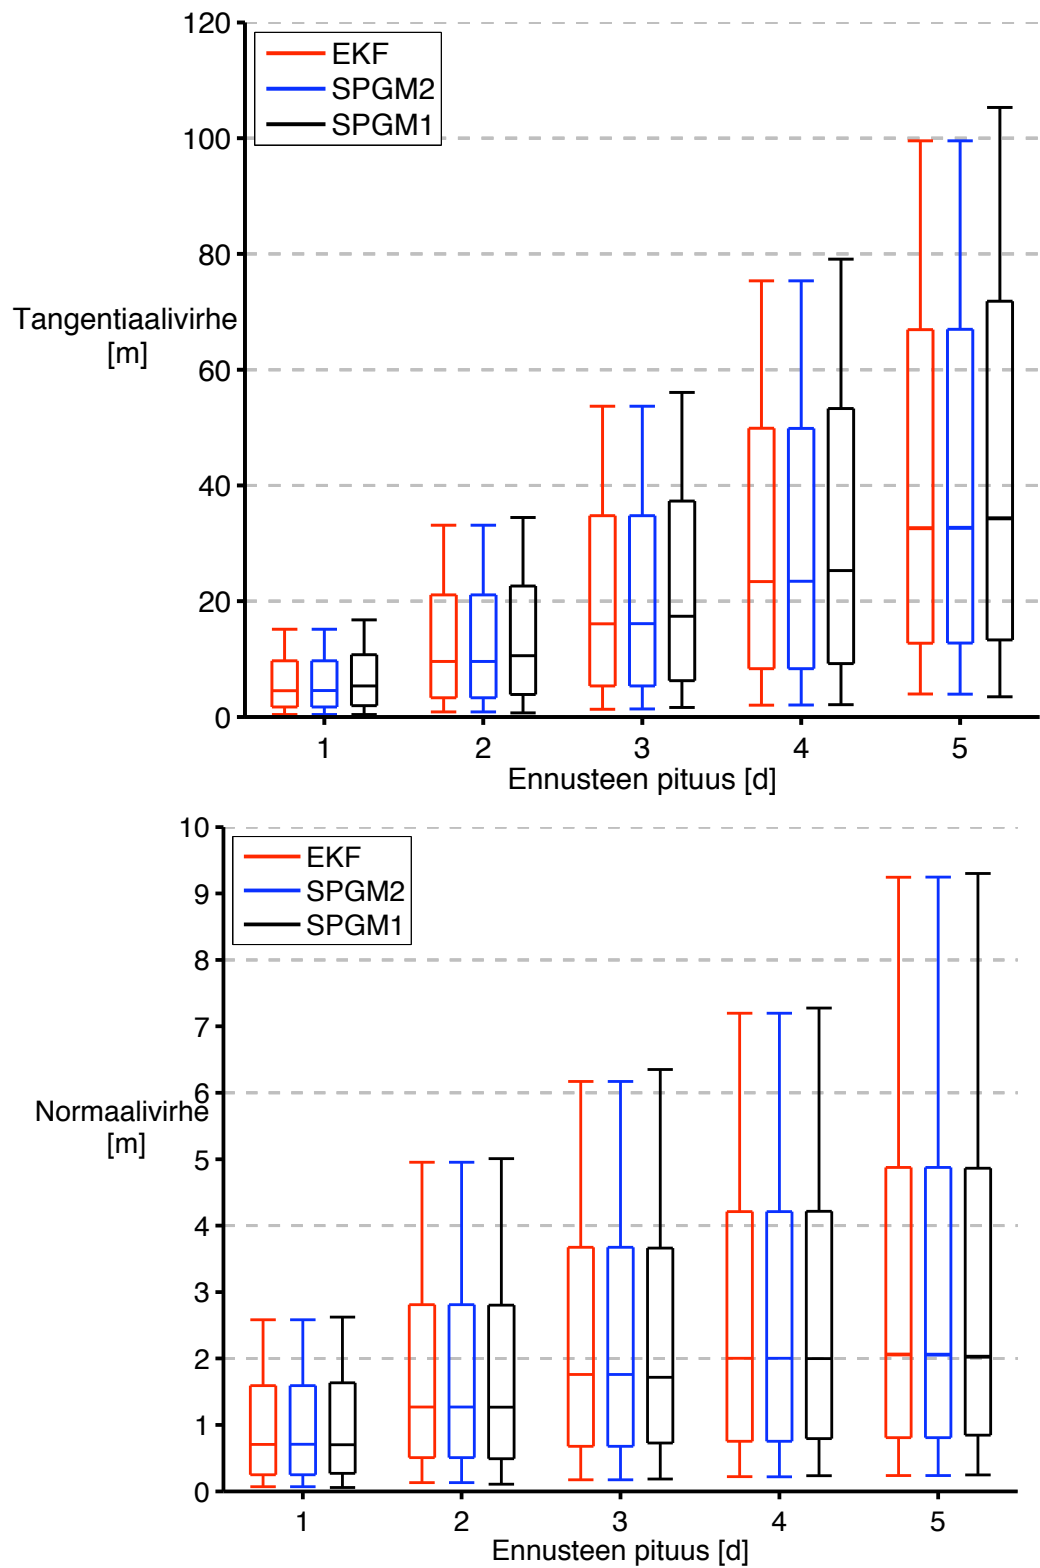 120
100
80
60
40
20
0
EKF
SPGM2
SPGM1
Tangentiaalivirhe
[m]
1 2 3 4 5
Ennusteen pituus [d]
10
9
8
7
6
5
4
3
2
1
0
EKF
SPGM2
SPGM1
Normaalivirhe
[m]
1 2 3 4 5
Ennusteen pituus [d]